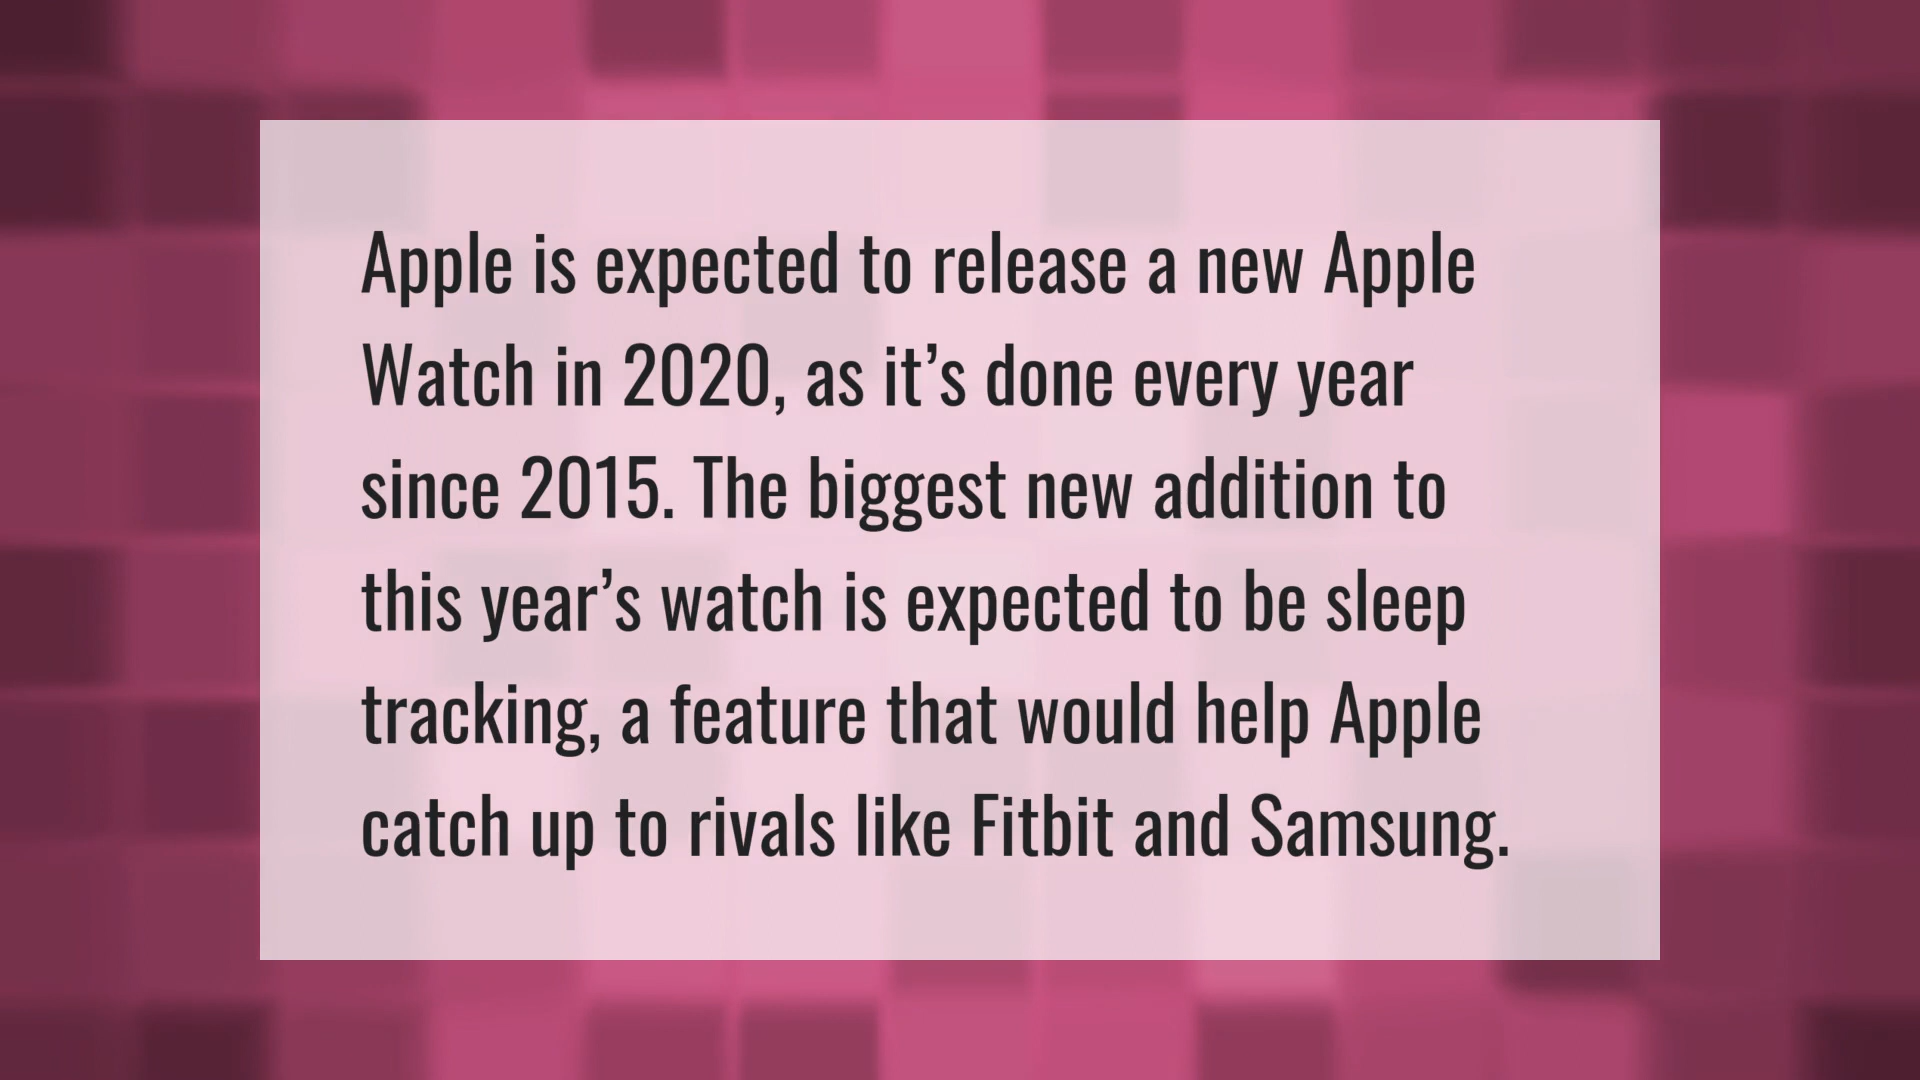 Apple is expected to release a new Apple
Watch in 2020, as it’s done every year
since 2015. The biggest new addition to
this year’s watch is expected to be sleep
tracking, a feature that would help Apple
catch up to rivals like Fitbit and Samsung.